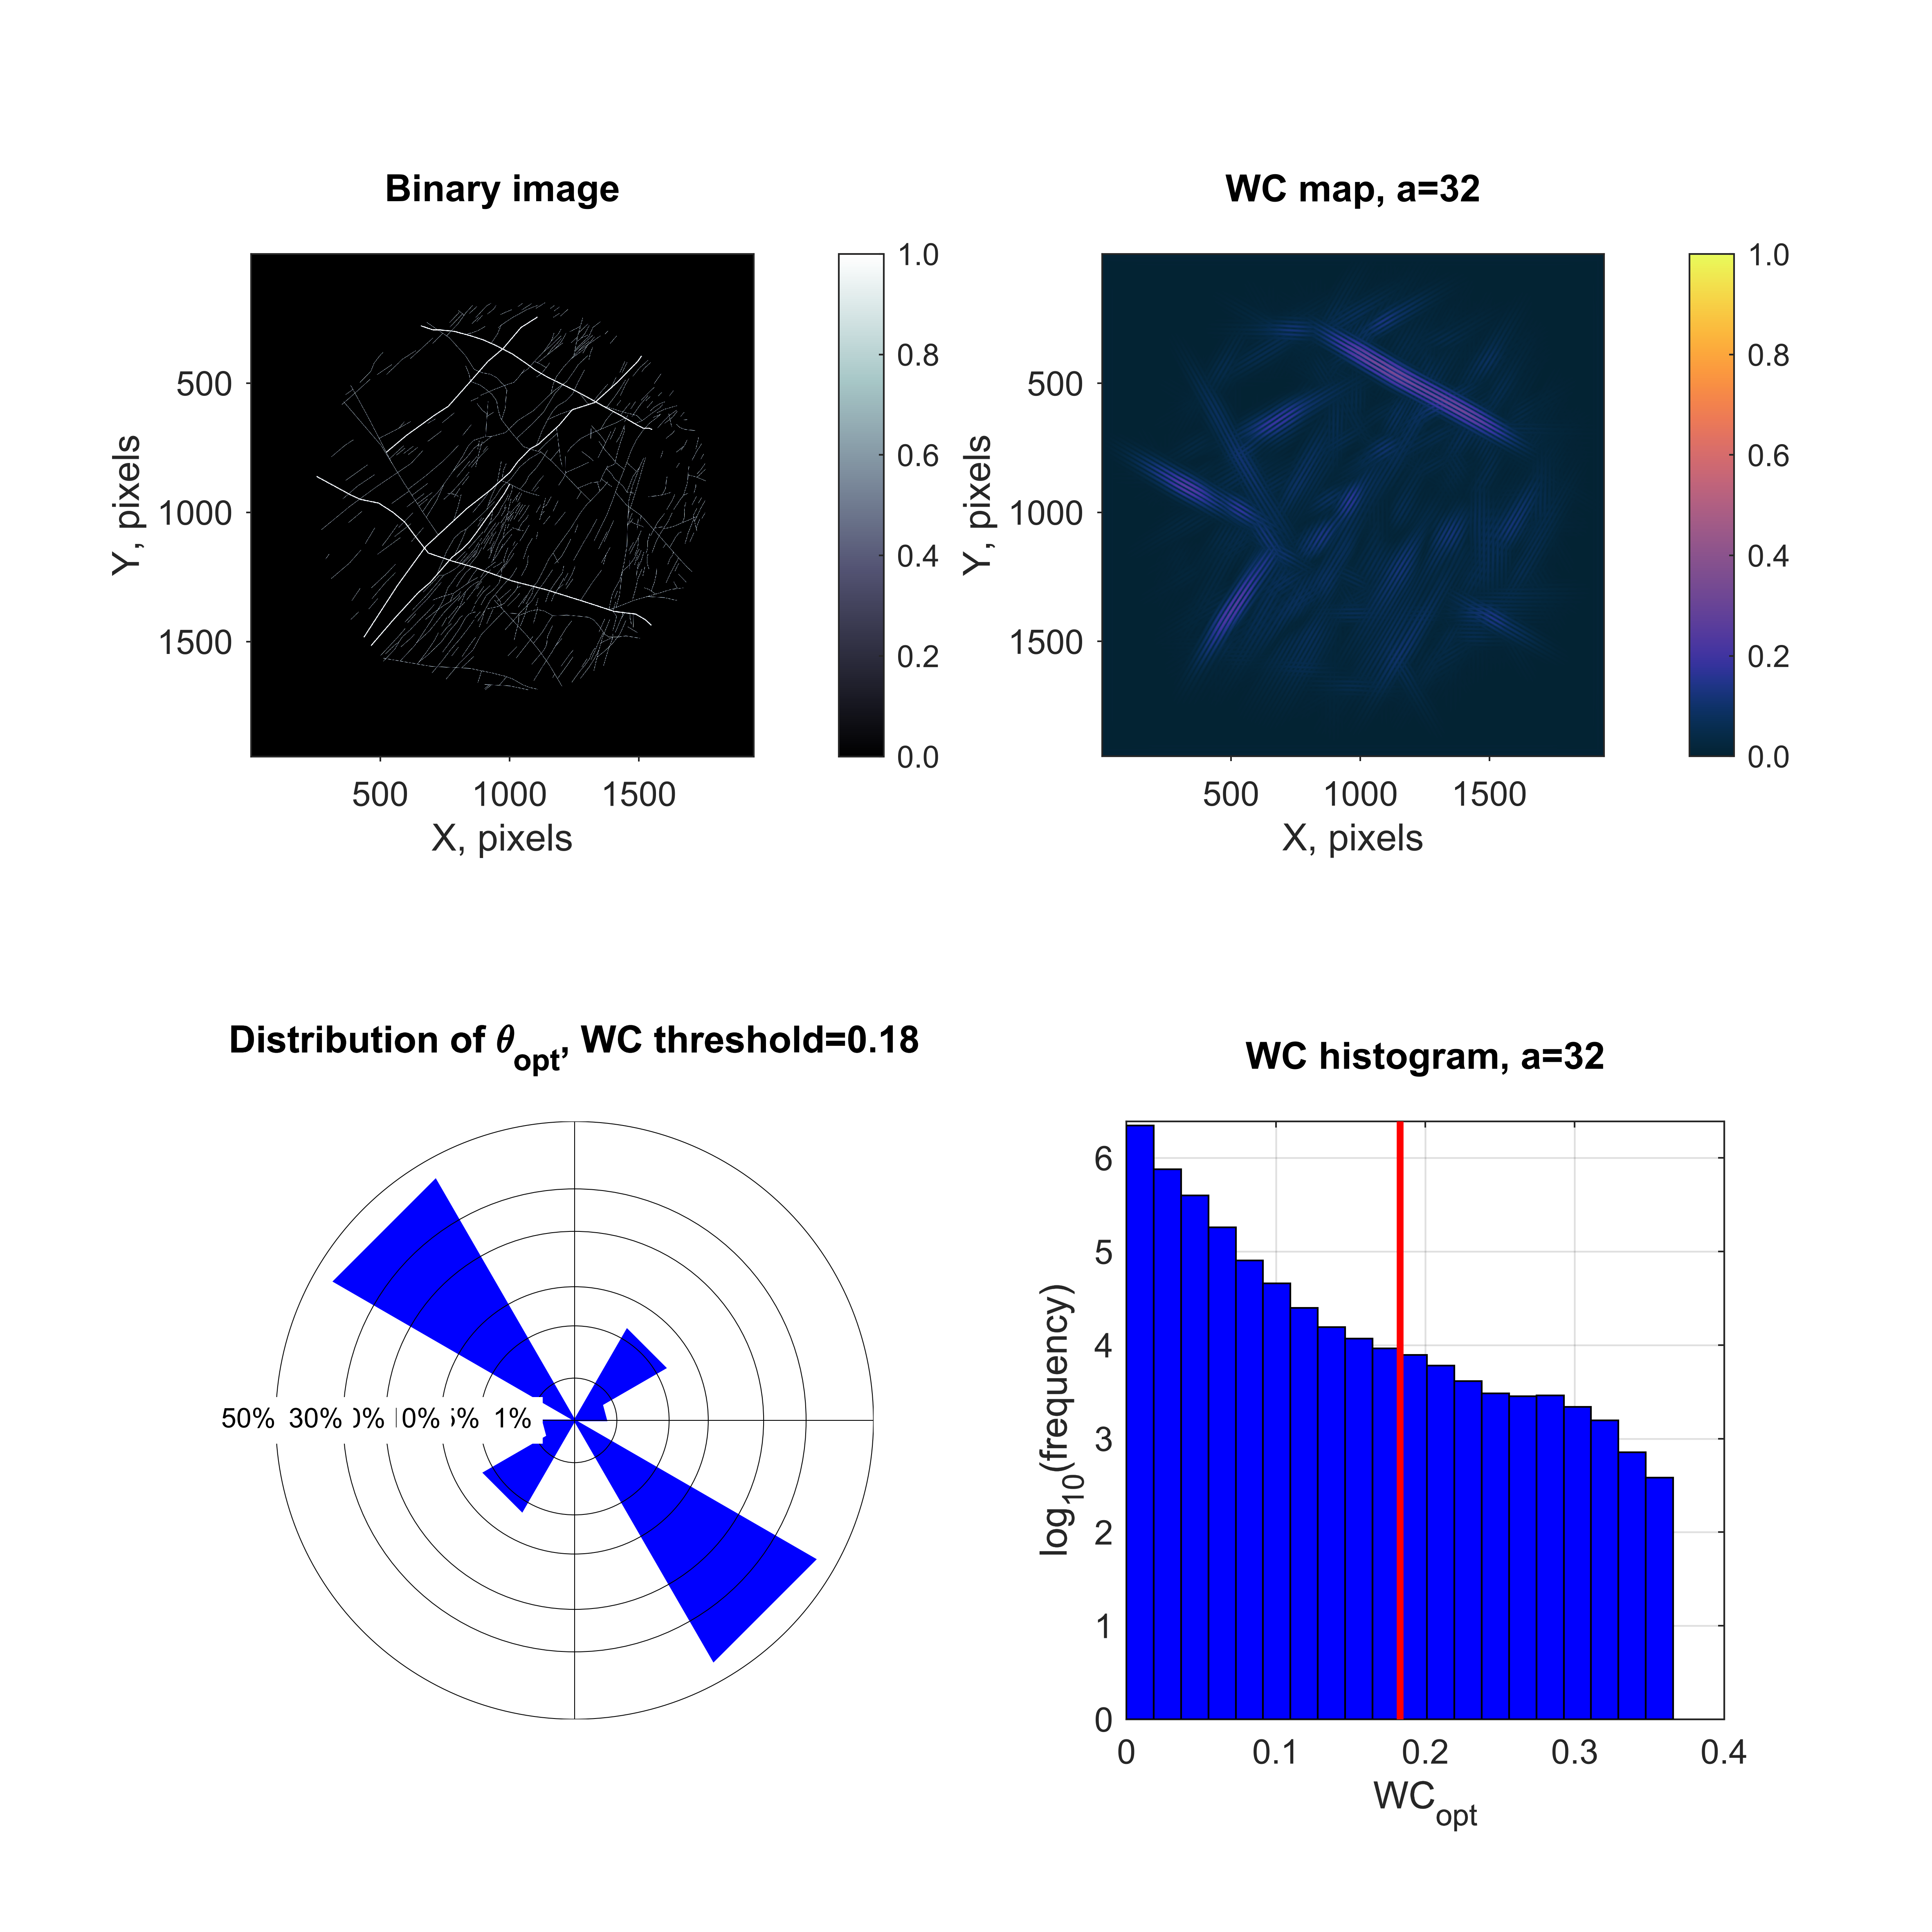 Binary image
WC map, a=32
1.0
0.8
0.6
0.4
0.2
0.0
500
1000
1500
Y, pixels
500 1000 1500
X, pixels
1.0
0.8
0.6
0.4
0.2
0.0
500
1000
1500
Y, pixels
500 1000 1500
X, pixels
Distribution of θopt, WC threshold=0.18
50% 30% 1%
WC histogram, a=32
6
5
4
3
2
1
0
log10(frequency)
0 0.1 0.2 0.3 0.4
WCopt